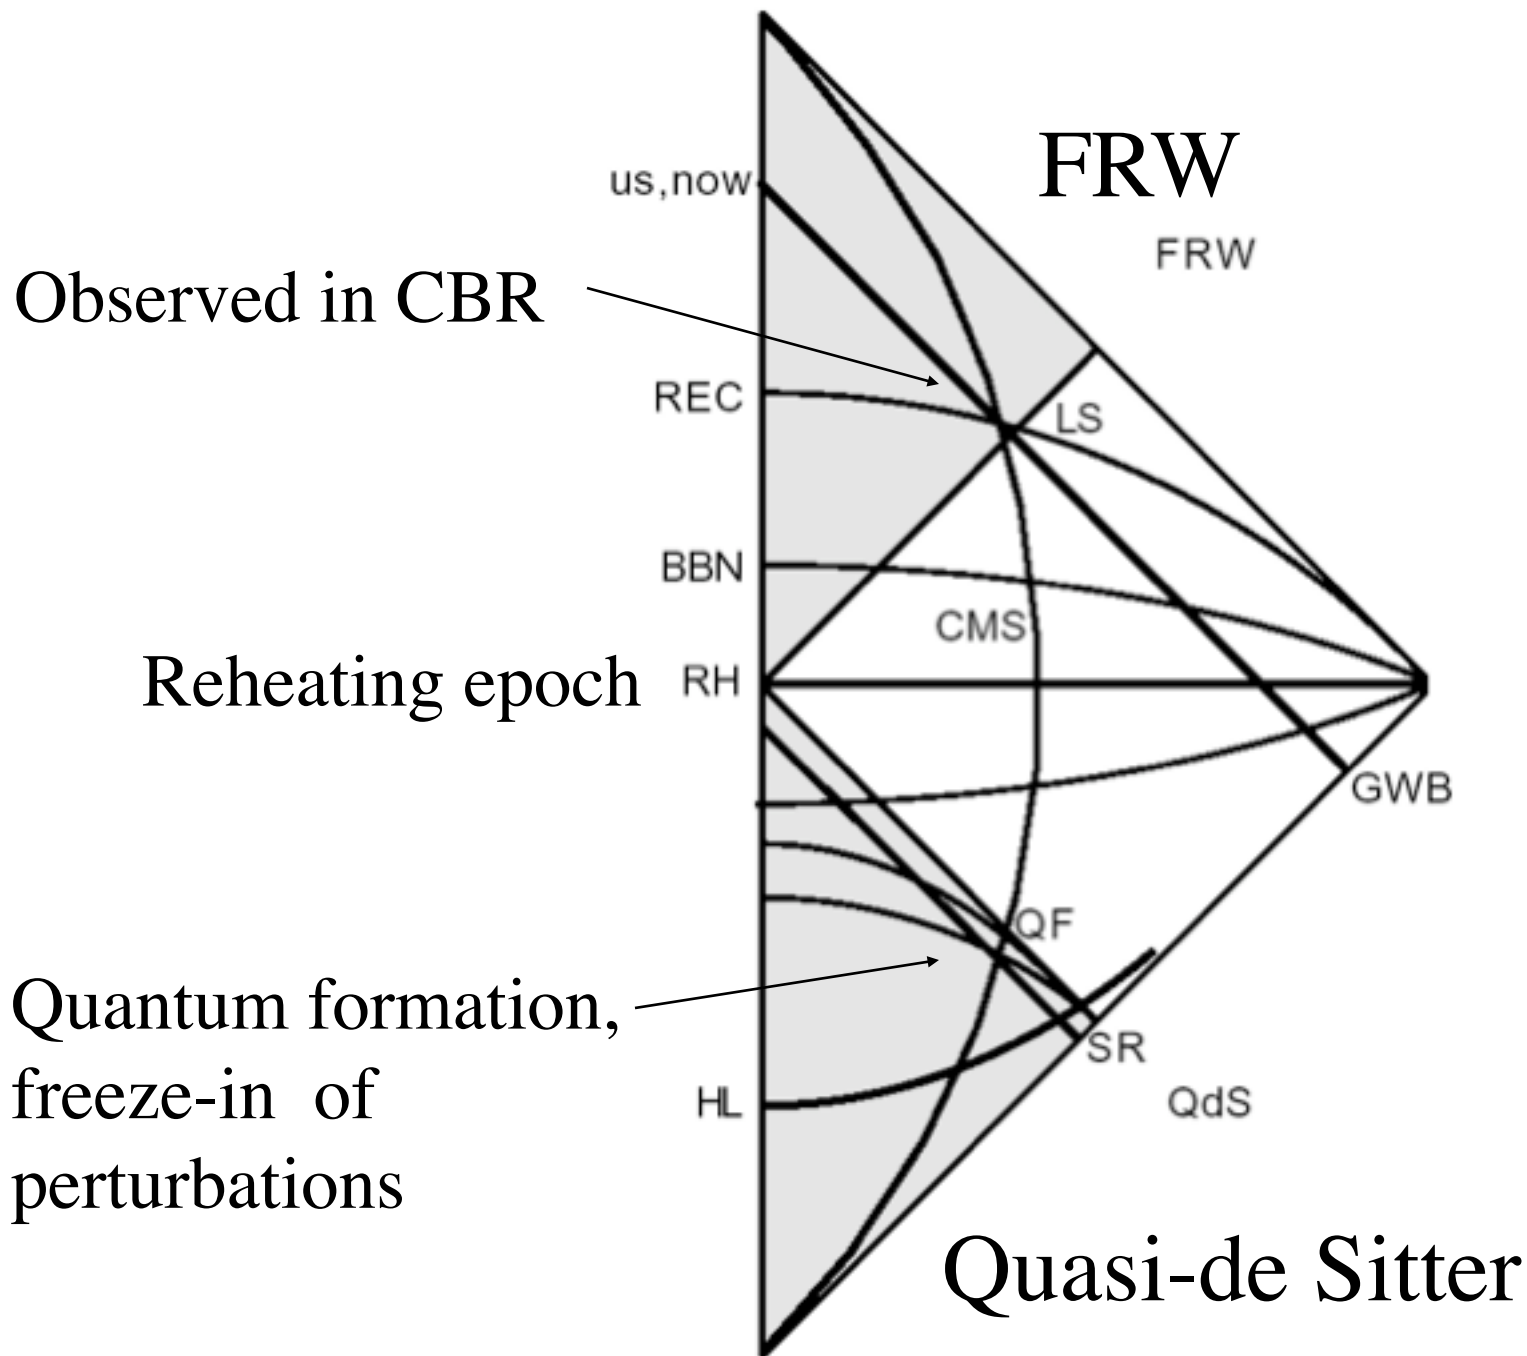 FRW
us,now
FRW
Observed in CBR
REC
LS
BBN
CMS
Reheating epoch
RH
GWB
QF
Quantum formation,
freeze-in of
perturbations
SR
HL
QdS
Quasi-de Sitter